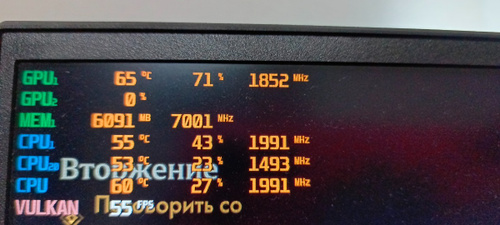 GPU1 65 °C 71 % 1852 MHz
GPU2 0 %
MEM1 6091 MB 7001 MHz
CPU1 55 °C 43 % 1991 MHz
CPU20 53 °C 23 % 1493 MHz
Вторжение
CPU 60 °C 27 % 1991 MHz
VULKAN 55 FPS
Поговорить со